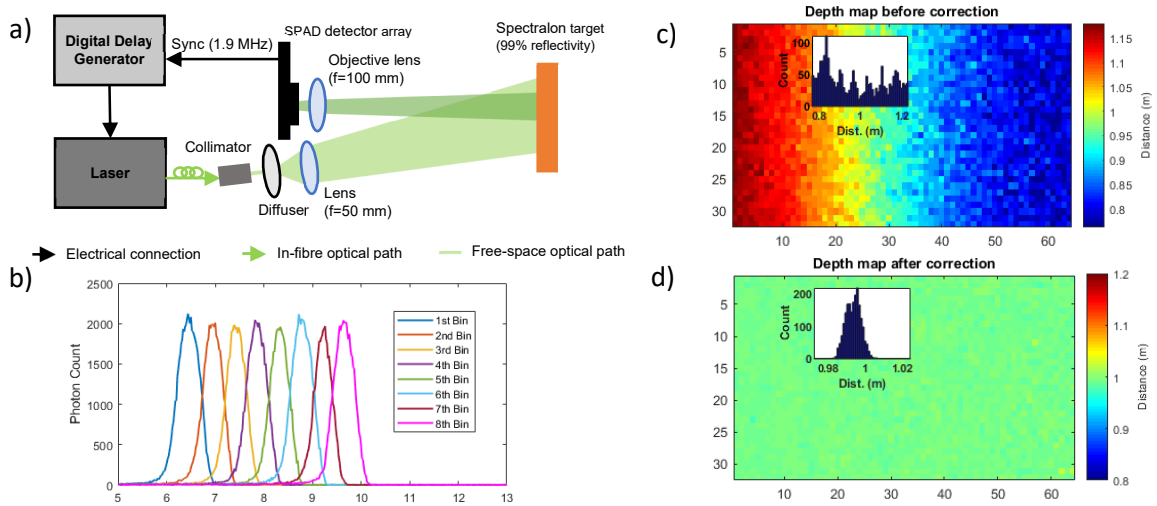 a)
Digital Delay
Generator
Sync (1.9 MHz)
SPAD detector array
Objective lens
(f=100 mm)
Spectralon target
(99% reflectivity)
Laser
Collimator
Diffuser
Lens
(f=50 mm)
Electrical connection
In-fibre optical path
Free-space optical path
b)
2500
2000
1500
1000
500
0
Photon Count
5 6 7 8 9 10 11 12 13
1st Bin
2nd Bin
3rd Bin
4th Bin
5th Bin
6th Bin
7th Bin
8th Bin
c)
Depth map before correction
5
10
15
20
25
30
10 20 30 40 50 60
100
50
0
Count
0.8 1 1.2
Dist. (m)
1.15
1.1
1.05
1
0.95
0.9
0.85
0.8
Distance (m)
d)
Depth map after correction
5
10
15
20
25
30
10 20 30 40 50 60
200
100
0
Count
0.98 1 1.02
Dist. (m)
1.2
1.1
1
0.9
0.8
Distance (m)